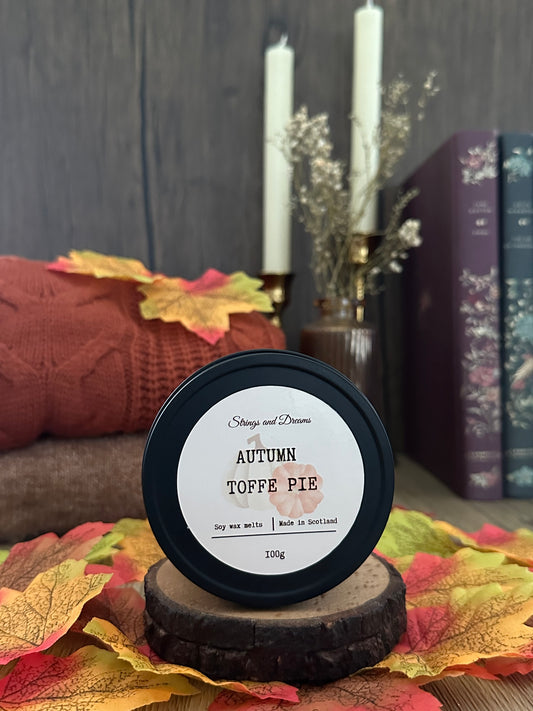 Strings and Dreams
AUTUMN
TOFFE PIE
Soy wax melts | Made in Scotland
100g